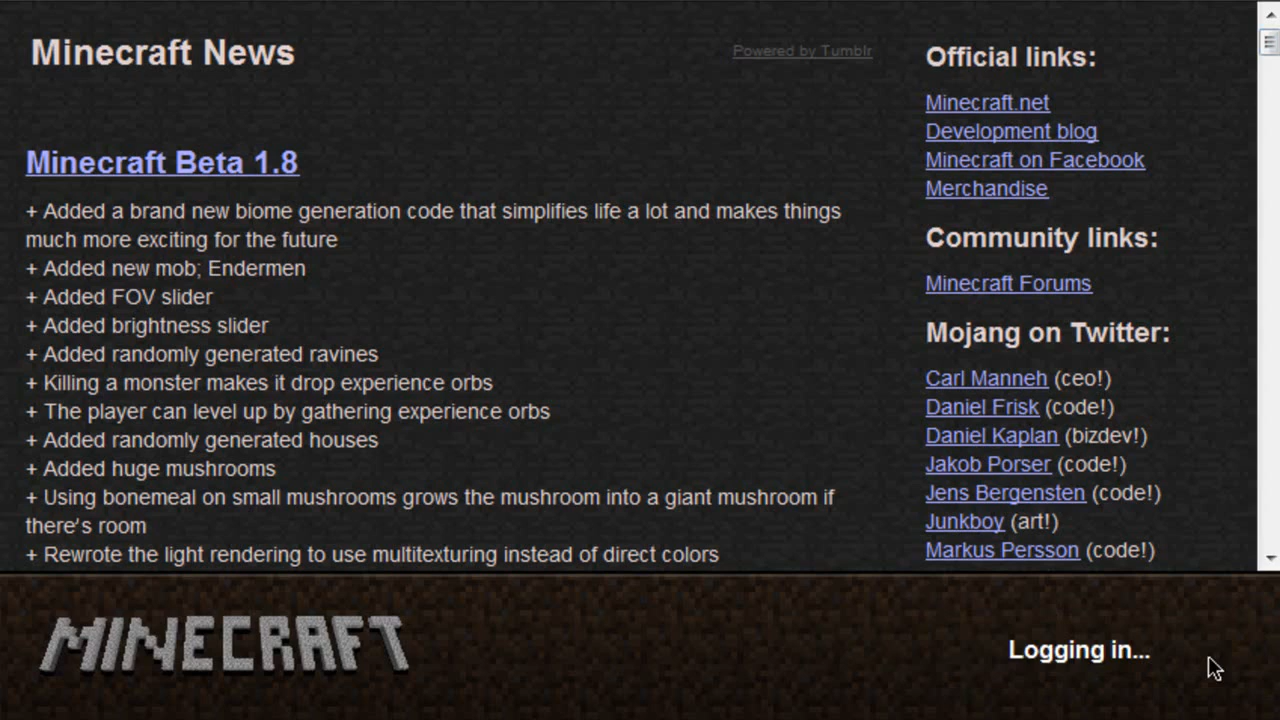 Minecraft News
Powered by Tumblr
Minecraft Beta 1.8
+ Added a brand new biome generation code that simplifies life a lot and makes things
much more exciting for the future
+ Added new mob; Endermen
+ Added FOV slider
+ Added brightness slider
+ Added randomly generated ravines
+ Killing a monster makes it drop experience orbs
+ The player can level up by gathering experience orbs
+ Added randomly generated houses
+ Added huge mushrooms
+ Using bonemeal on small mushrooms grows the mushroom into a giant mushroom if
there's room
+ Rewrote the light rendering to use multitexturing instead of direct colors
Official links:
Minecraft.net
Development blog
Minecraft on Facebook
Merchandise
Community links:
Minecraft Forums
Mojang on Twitter:
Carl Manneh (ceo!)
Daniel Frisk (code!)
Daniel Kaplan (bizdev!)
Jakob Porser (code!)
Jens Bergensten (code!)
Junkboy (art!)
Markus Persson (code!)
MINECRAFT
Logging in...